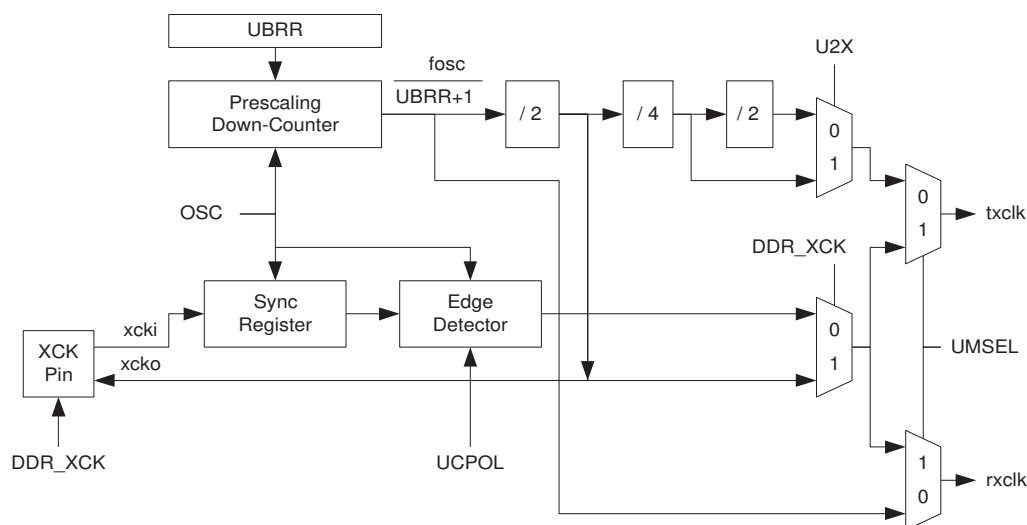 UBRR
U2X
fosc
Prescaling
Down-Counter
UBRR+1
/ 2
/ 4
/ 2
0
1
OSC
0
1
txclk
DDR_XCK
Sync
Register
Edge
Detector
xcki
XCK
Pin
xcko
0
1
UMSEL
DDR_XCK
UCPOL
1
0
rxclk